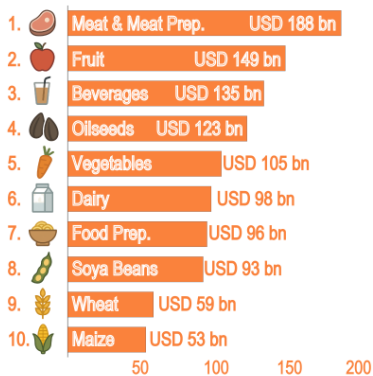 1. Meat & Meat Prep. USD 188 bn
2. Fruit USD 149 bn
3. Beverages USD 135 bn
4. Oilseeds USD 123 bn
5. Vegetables USD 105 bn
6. Dairy USD 98 bn
7. Food Prep. USD 96 bn
8. Soya Beans USD 93 bn
9. Wheat USD 59 bn
10. Maize USD 53 bn
50 100 150 200